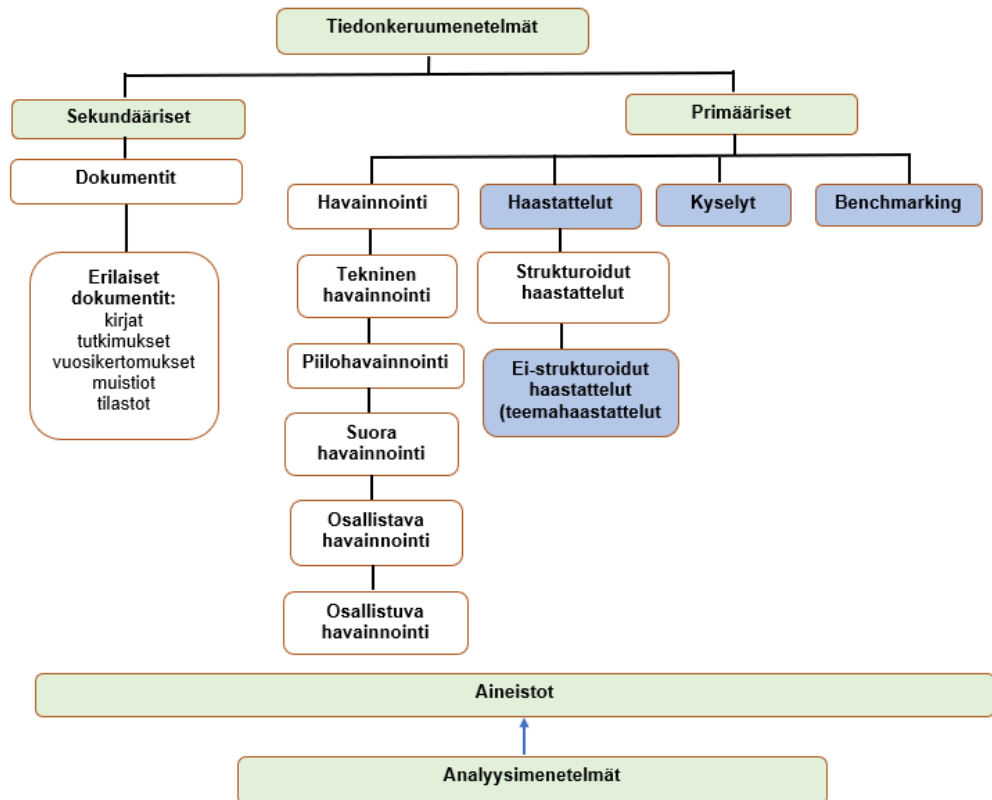 Tiedonkeruumenetelmät
Sekundääriset
Primääriset
Dokumentit
Havainnointi
Haastattelut
Kyselyt
Benchmarking
Erilaiset
dokumentit:
kirjat
tutkimukset
vuosikertomukset
muistiot
tilastot
Tekninen
havainnointi
Piilohavainnointi
Suora
havainnointi
Osallistava
havainnointi
Osallistuva
havainnointi
Strukturoidut
haastattelut
Ei-strukturoidut
haastattelut
(teemahaastattelut
Aineistot
Analyysimenetelmät